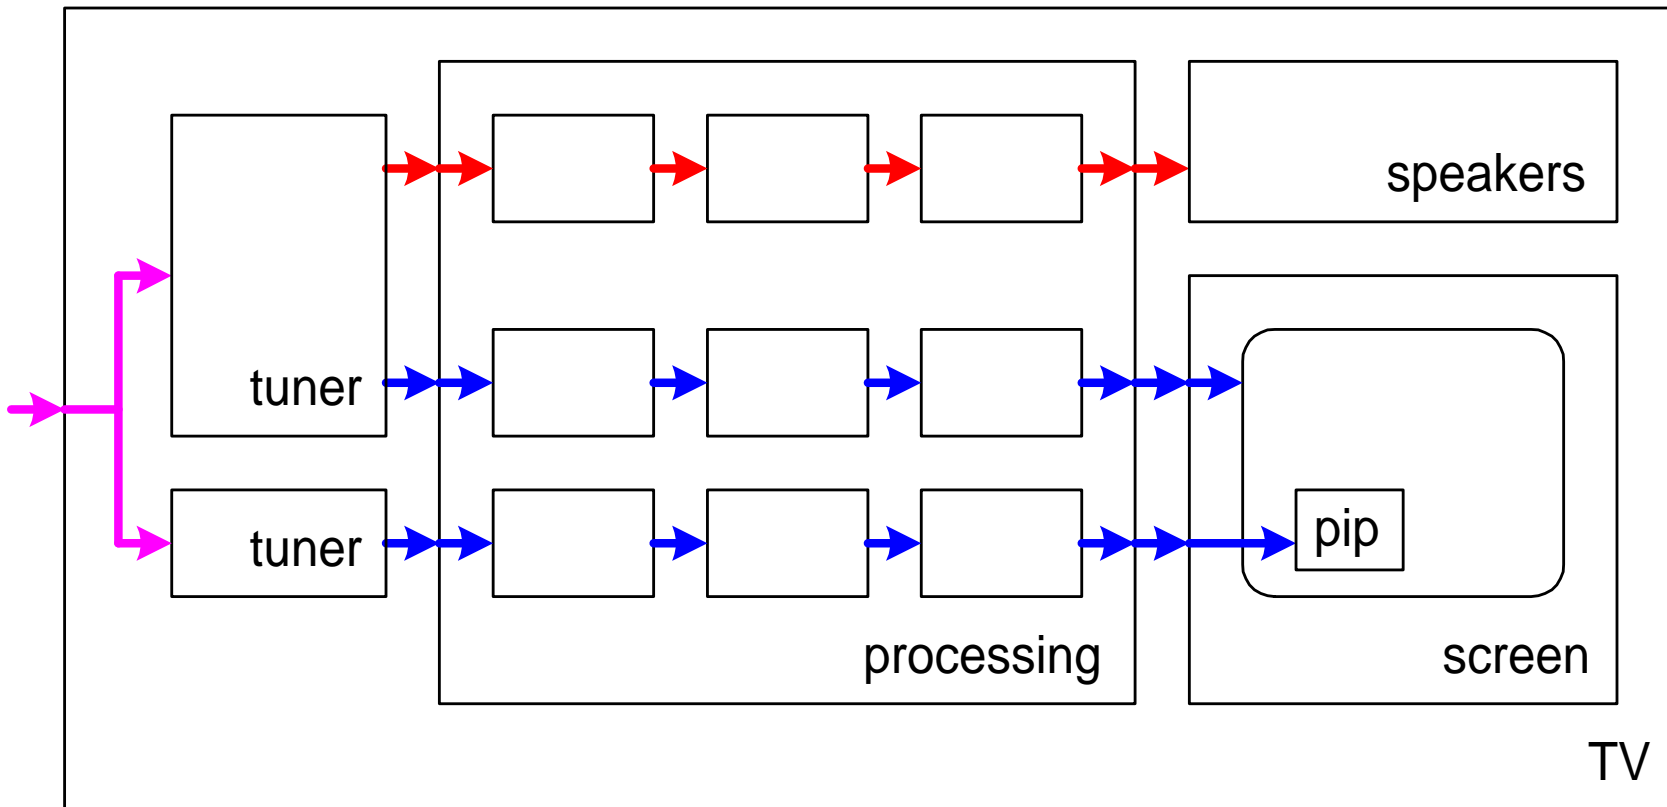 speakers
tuner
tuner
pip
processing
screen
TV